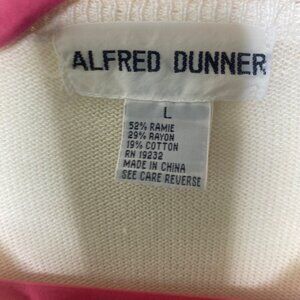 ALFRED DUNNER
L
52% RAMIE
29% RAYON
19% COTTON
RN 19232
MADE IN CHINA
SEE CARE REVERSE